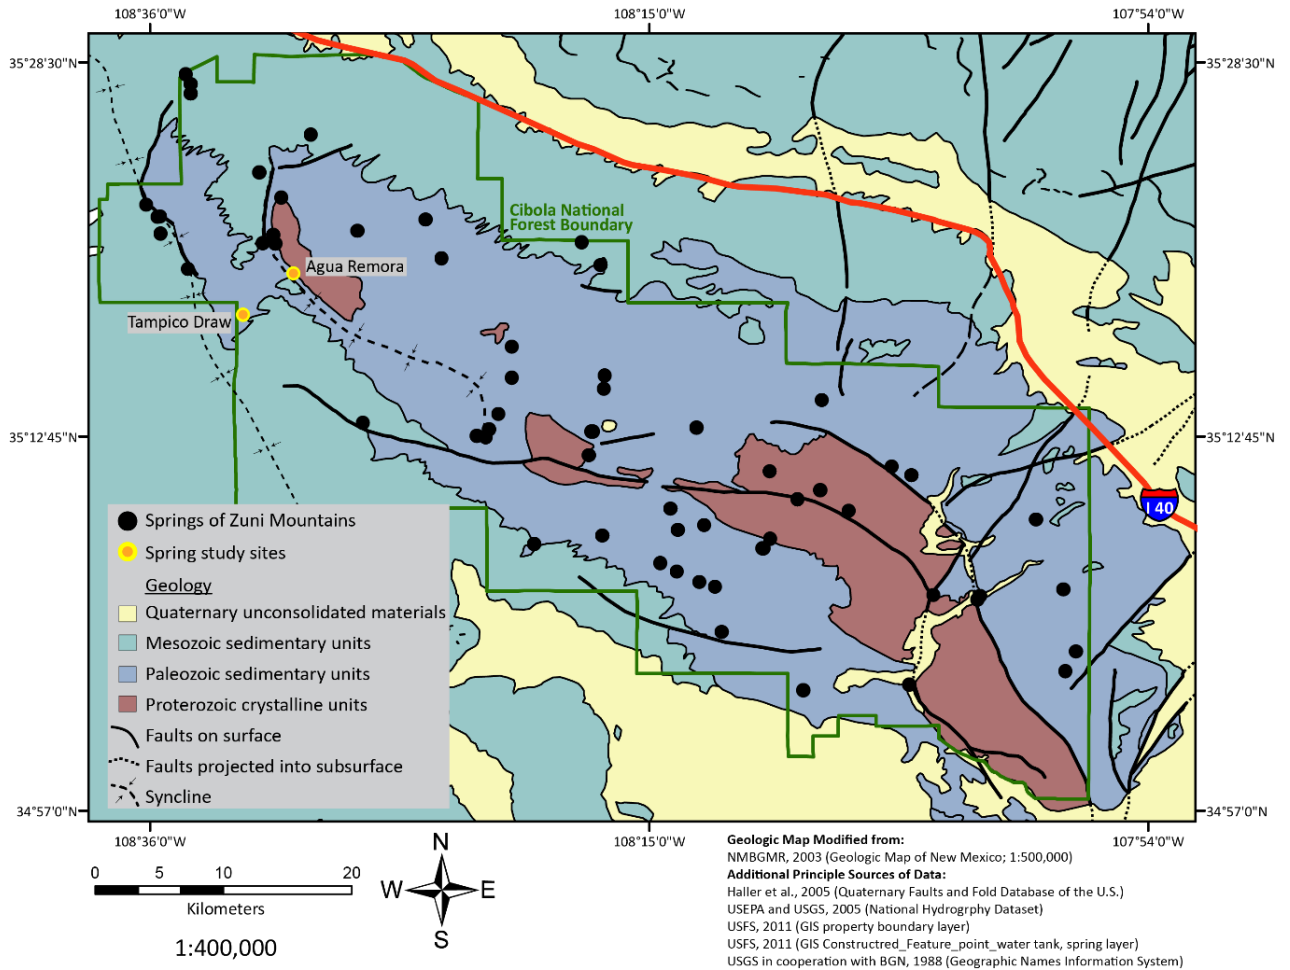 108°36'0"W
108°15'0"W
107°54'0"W
35°28'30"N
35°28'30"N
Cibola National
Forest Boundary
Agua Remora
Tampico Draw
35°12'45"N
35°12'45"N
I 40
Springs of Zuni Mountains
Spring study sites
Geology
Quaternary unconsolidated materials
Mesozoic sedimentary units
Paleozoic sedimentary units
Proterozoic crystalline units
Faults on surface
Faults projected into subsurface
Syncline
34°57'0"N
34°57'0"N
108°36'0"W
108°15'0"W
107°54'0"W
0 5 10 20
Kilometers
1:400,000
N
W E
S
Geologic Map Modified from:
NMBGMR, 2003 (Geologic Map of New Mexico; 1:500,000)
Additional Principle Sources of Data:
Haller et al., 2005 (Quaternary Faults and Fold Database of the U.S.)
USEPA and USGS, 2005 (National Hydrogrphy Dataset)
USFS, 2011 (GIS property boundary layer)
USFS, 2011 (GIS Constructred_Feature_point_water tank, spring layer)
USGS in cooperation with BGN, 1988 (Geographic Names Information System)